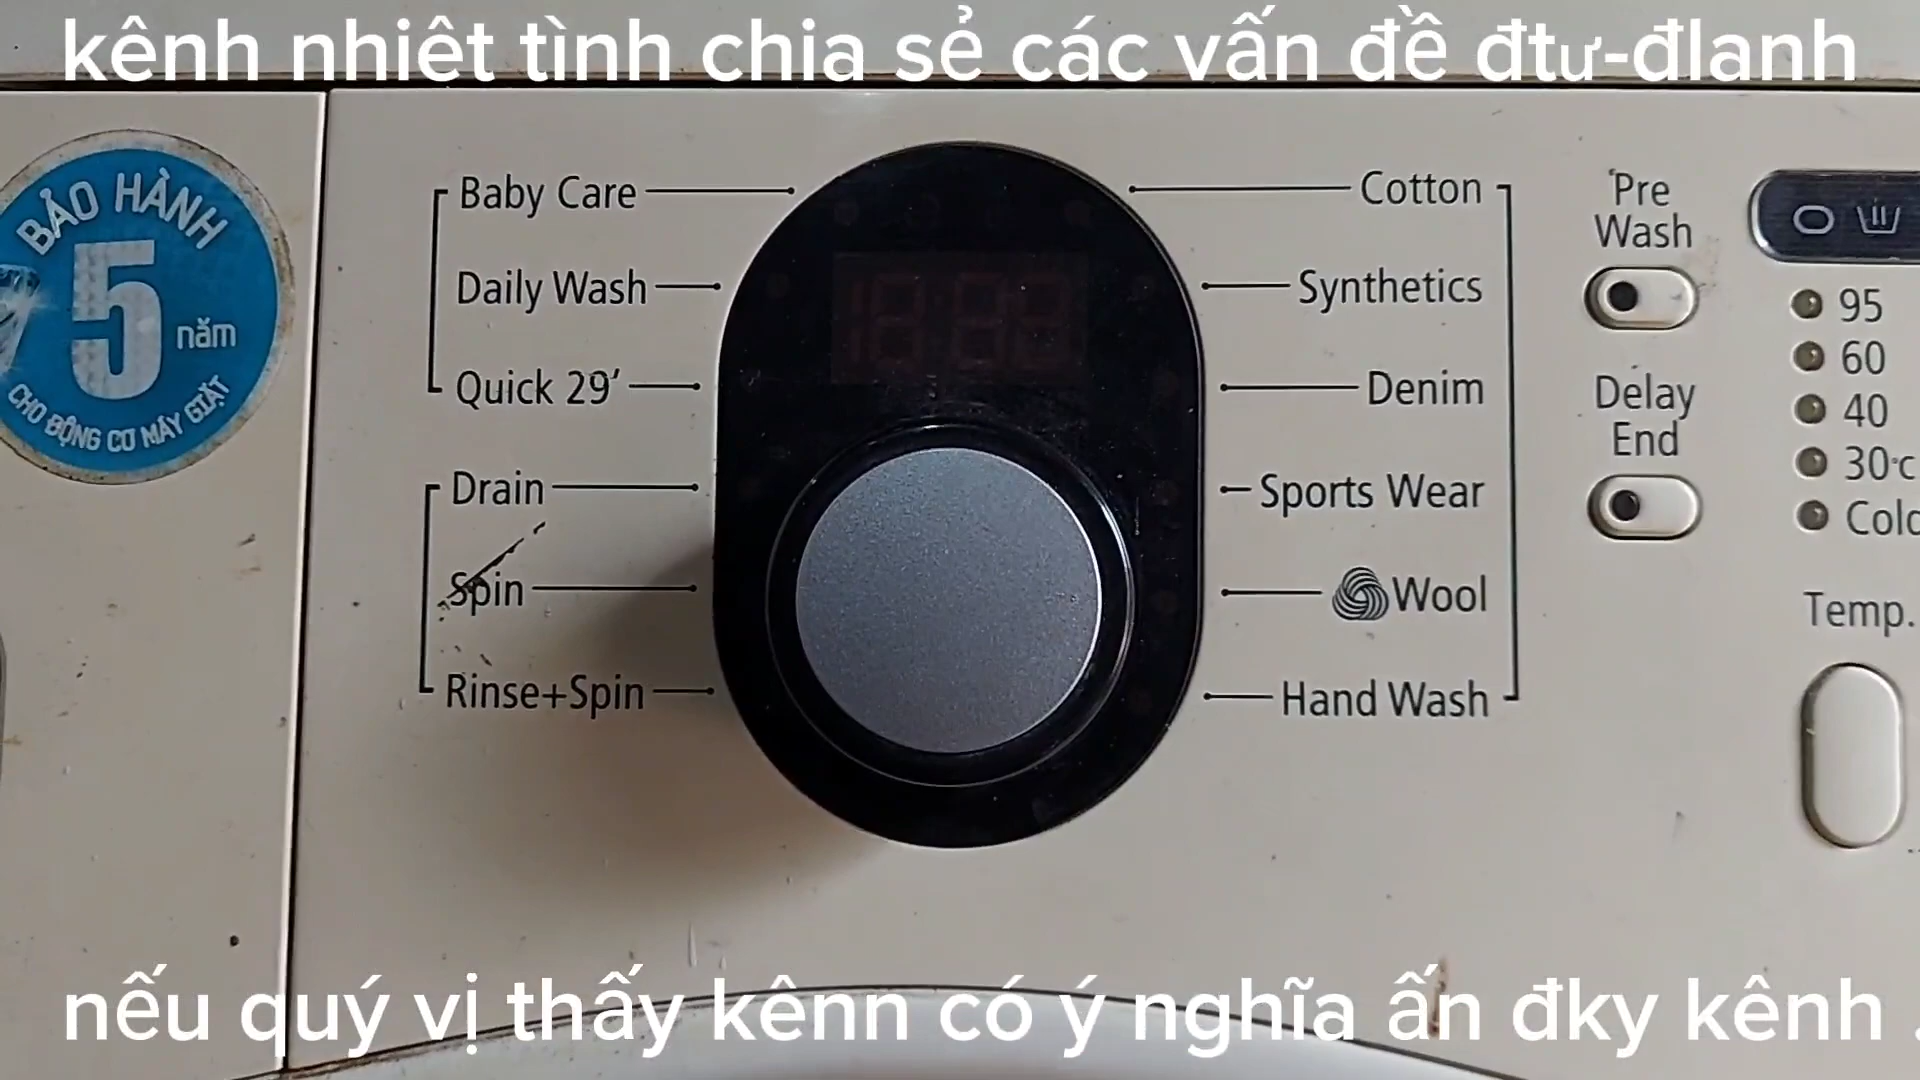 kênh nhiêt tình chia sẻ các vấn đề đtư-đlanh
BẢO HÀNH
5 năm
CHO ĐỘNG CƠ MÁY GIẶT
Baby Care
Daily Wash
Quick 29'
Drain
Spin
Rinse+Spin
Cotton
Synthetics
Denim
Sports Wear
Wool
Hand Wash
Pre
Wash
Delay
End
95
60
40
30°c
Cold
Temp.
nếu quý vị thấy kênn có ý nghĩa ấn đky kênh .